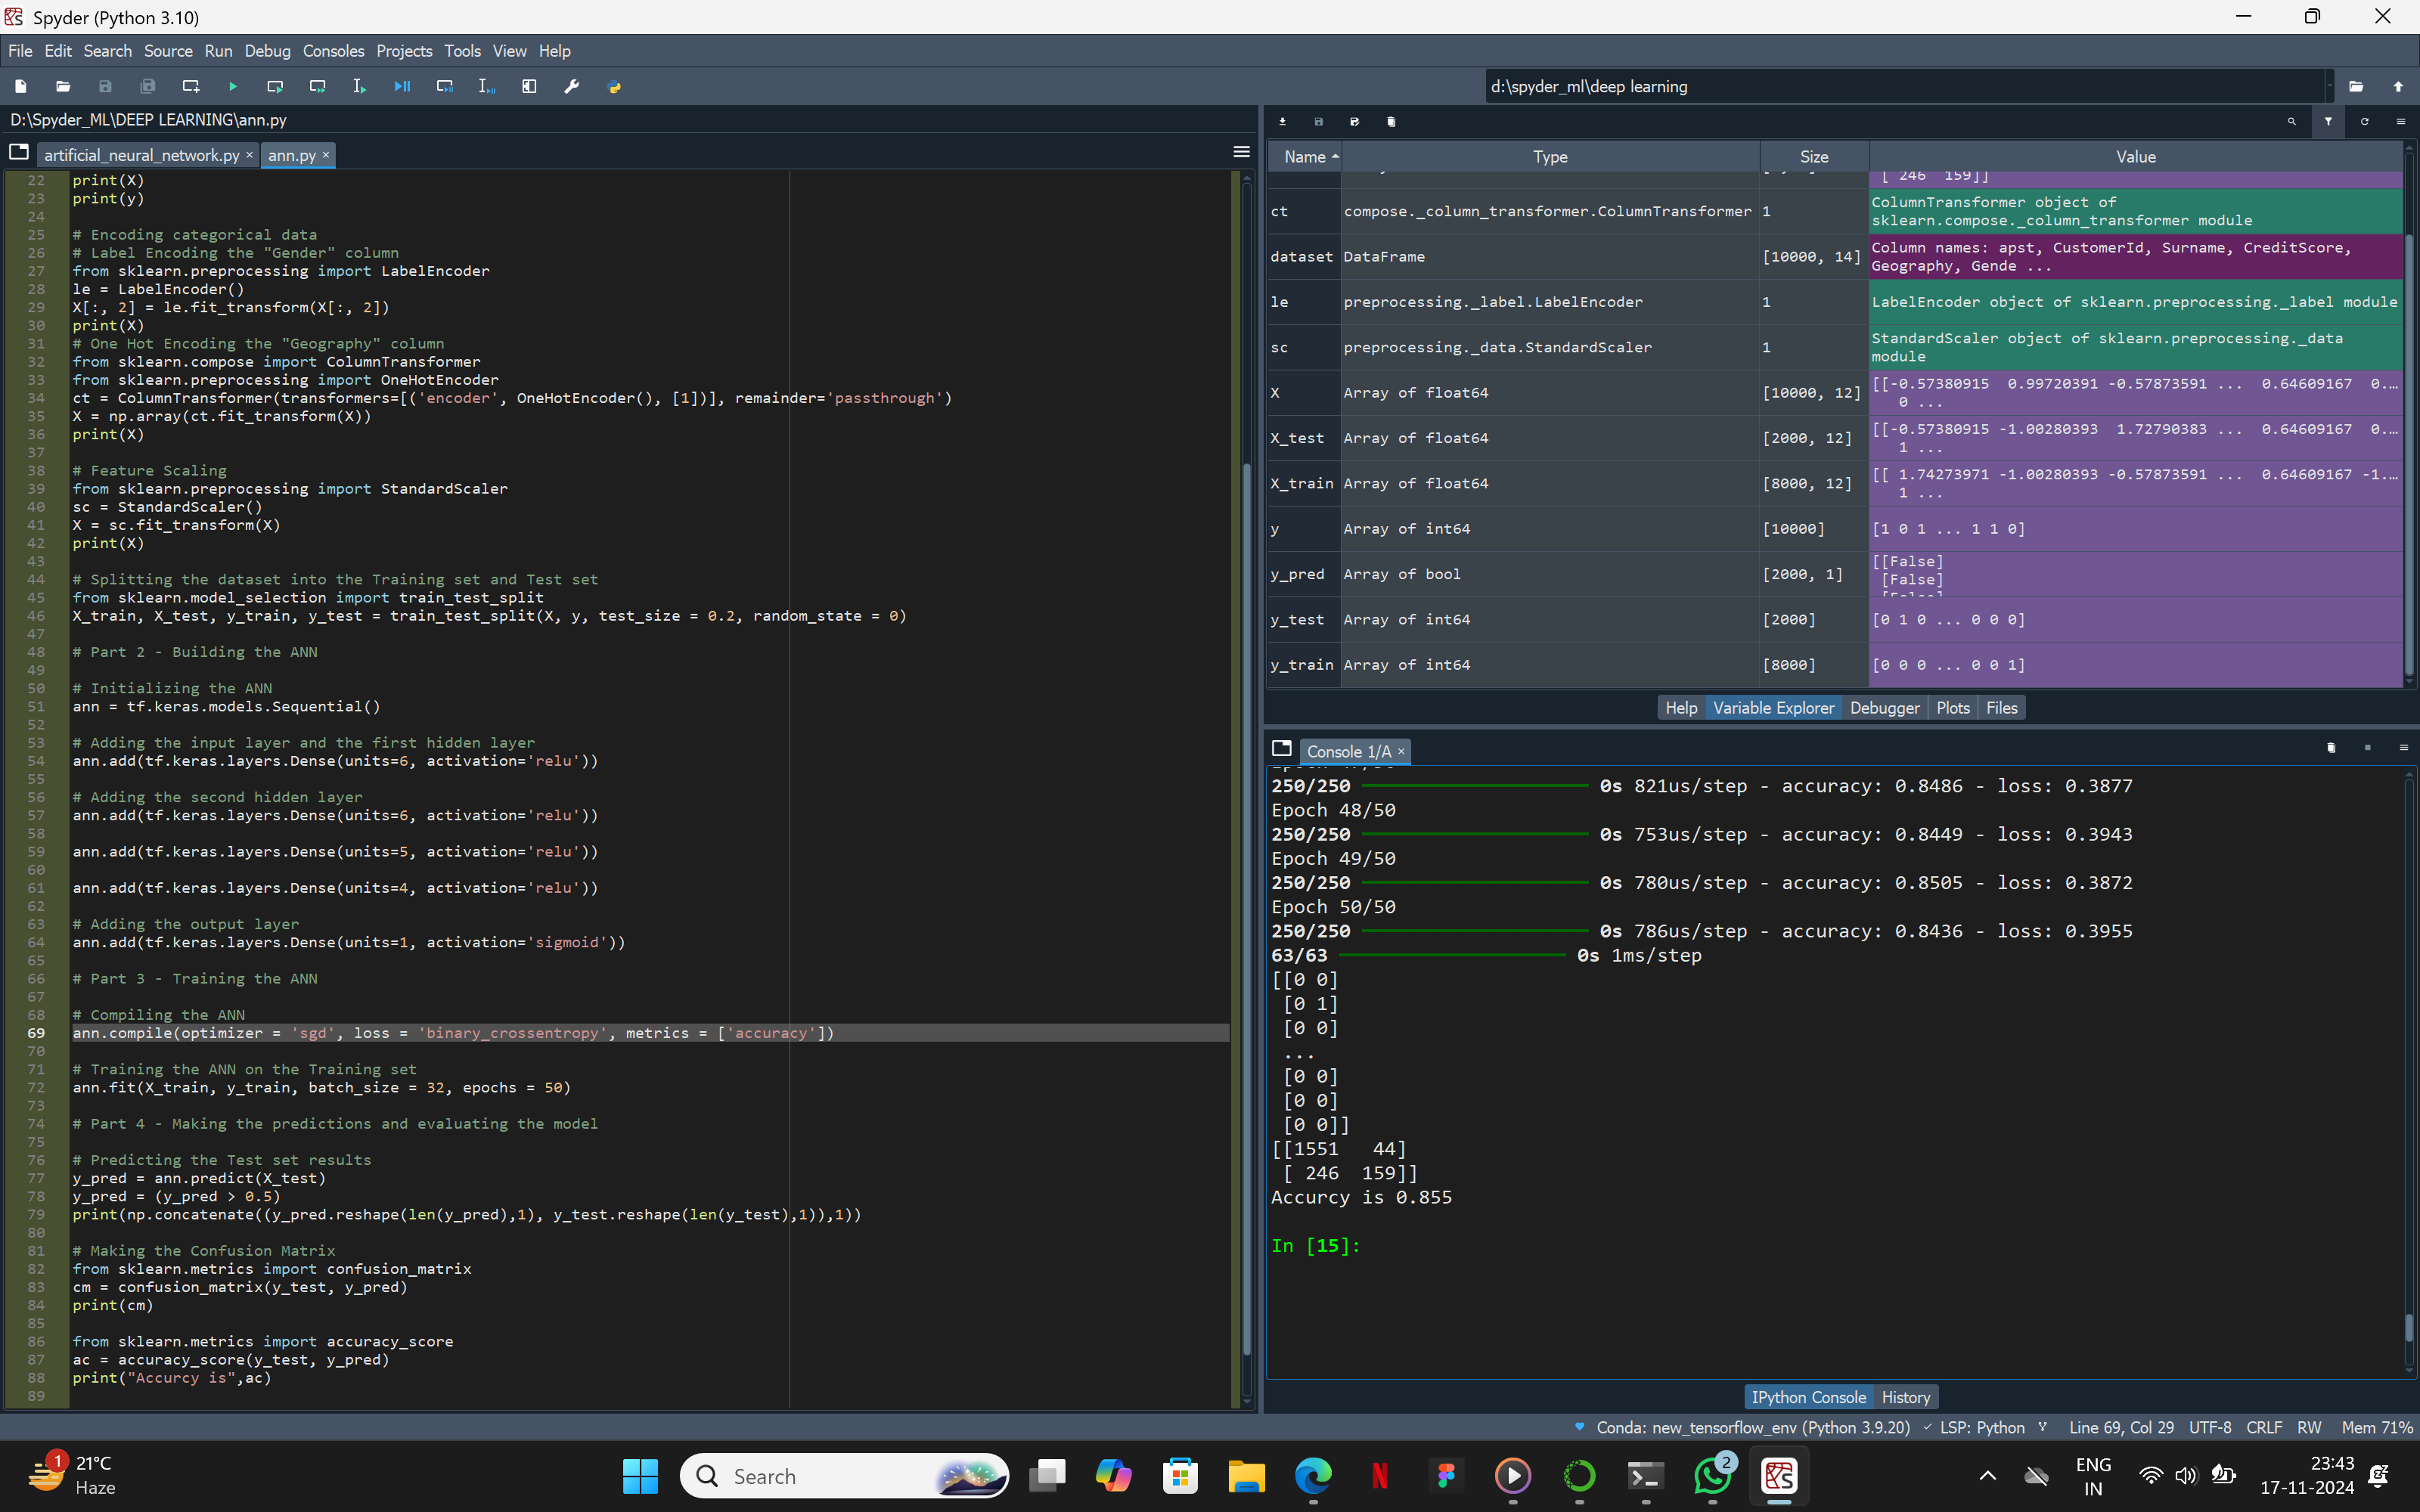 Spyder (Python 3.10)
File Edit Search Source Run Debug Consoles Projects Tools View Help
d:\spyder_ml\deep learning
D:\Spyder_ML\DEEP LEARNING\ann.py
artificial_neural_network.py × ann.py ×
22 print(X)
23 print(y)
24
25 # Encoding categorical data
26 # Label Encoding the "Gender" column
27 from sklearn.preprocessing import LabelEncoder
28 le = LabelEncoder()
29 X[:, 2] = le.fit_transform(X[:, 2])
30 print(X)
31 # One Hot Encoding the "Geography" column
32 from sklearn.compose import ColumnTransformer
33 from sklearn.preprocessing import OneHotEncoder
34 ct = ColumnTransformer(transformers=[('encoder', OneHotEncoder(), [1])], remainder='passthrough')
35 X = np.array(ct.fit_transform(X))
36 print(X)
37
38 # Feature Scaling
39 from sklearn.preprocessing import StandardScaler
40 sc = StandardScaler()
41 X = sc.fit_transform(X)
42 print(X)
43
44 # Splitting the dataset into the Training set and Test set
45 from sklearn.model_selection import train_test_split
46 X_train, X_test, y_train, y_test = train_test_split(X, y, test_size = 0.2, random_state = 0)
47
48 # Part 2 - Building the ANN
49
50 # Initializing the ANN
51 ann = tf.keras.models.Sequential()
52
53 # Adding the input layer and the first hidden layer
54 ann.add(tf.keras.layers.Dense(units=6, activation='relu'))
55
56 # Adding the second hidden layer
57 ann.add(tf.keras.layers.Dense(units=6, activation='relu'))
58
59 ann.add(tf.keras.layers.Dense(units=5, activation='relu'))
60
61 ann.add(tf.keras.layers.Dense(units=4, activation='relu'))
62
63 # Adding the output layer
64 ann.add(tf.keras.layers.Dense(units=1, activation='sigmoid'))
65
66 # Part 3 - Training the ANN
67
68 # Compiling the ANN
69 ann.compile(optimizer = 'sgd', loss = 'binary_crossentropy', metrics = ['accuracy'])
70
71 # Training the ANN on the Training set
72 ann.fit(X_train, y_train, batch_size = 32, epochs = 50)
73
74 # Part 4 - Making the predictions and evaluating the model
75
76 # Predicting the Test set results
77 y_pred = ann.predict(X_test)
78 y_pred = (y_pred > 0.5)
79 print(np.concatenate((y_pred.reshape(len(y_pred),1), y_test.reshape(len(y_test),1)),1))
80
81 # Making the Confusion Matrix
82 from sklearn.metrics import confusion_matrix
83 cm = confusion_matrix(y_test, y_pred)
84 print(cm)
85
86 from sklearn.metrics import accuracy_score
87 ac = accuracy_score(y_test, y_pred)
88 print("Accurcy is",ac)
89
Name Type Size Value
[ 246 159]]
ct compose._column_transformer.ColumnTransformer 1 ColumnTransformer object of
sklearn.compose._column_transformer module
dataset DataFrame [10000, 14] Column names: apst, CustomerId, Surname, CreditScore,
Geography, Gende ...
le preprocessing._label.LabelEncoder 1 LabelEncoder object of sklearn.preprocessing._label module
sc preprocessing._data.StandardScaler 1 StandardScaler object of sklearn.preprocessing._data
module
X Array of float64 [10000, 12] [[-0.57380915 0.99720391 -0.57873591 ... 0.64609167 0.…
0 ...
X_test Array of float64 [2000, 12] [[-0.57380915 -1.00280393 1.72790383 ... 0.64609167 0.…
1 ...
X_train Array of float64 [8000, 12] [[ 1.74273971 -1.00280393 -0.57873591 ... 0.64609167 -1.…
1 ...
y Array of int64 [10000] [1 0 1 ... 1 1 0]
y_pred Array of bool [2000, 1] [[False]
[False]
y_test Array of int64 [2000] [0 1 0 ... 0 0 0]
y_train Array of int64 [8000] [0 0 0 ... 0 0 1]
Help Variable Explorer Debugger Plots Files
Console 1/A ×
250/250 0s 821us/step - accuracy: 0.8486 - loss: 0.3877
Epoch 48/50
250/250 0s 753us/step - accuracy: 0.8449 - loss: 0.3943
Epoch 49/50
250/250 0s 780us/step - accuracy: 0.8505 - loss: 0.3872
Epoch 50/50
250/250 0s 786us/step - accuracy: 0.8436 - loss: 0.3955
63/63 0s 1ms/step
[[0 0]
[0 1]
[0 0]
...
[0 0]
[0 0]
[0 0]]
[[1551 44]
[ 246 159]]
Accurcy is 0.855
In [15]:
IPython Console History
Conda: new_tensorflow_env (Python 3.9.20) LSP: Python Line 69, Col 29 UTF-8 CRLF RW Mem 71%
1
21°C
Haze
Search
2
ENG
IN
23:43
17-11-2024